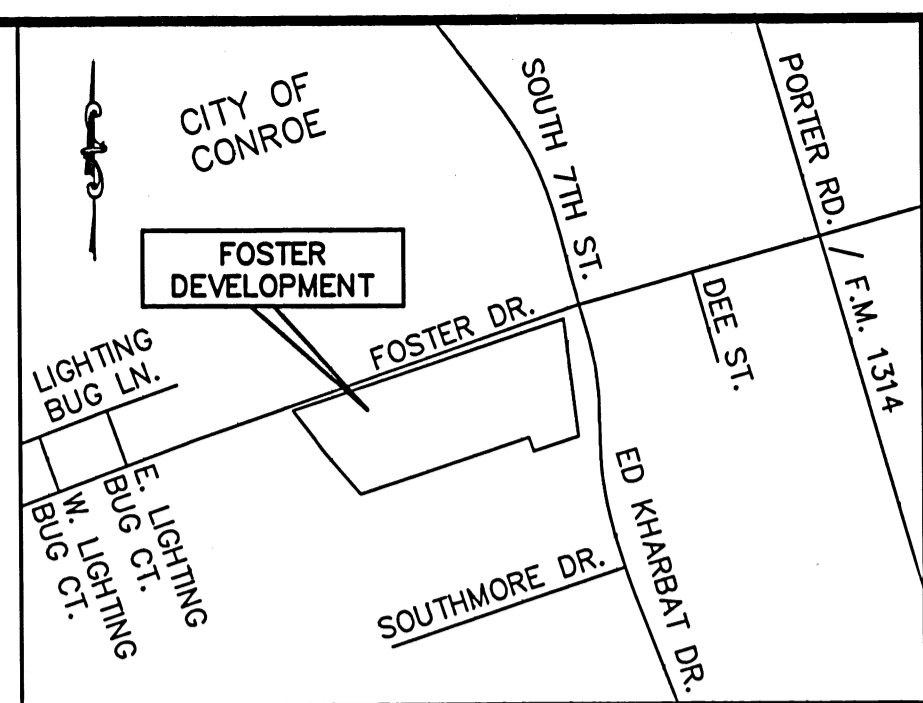 CITY OF
CONROE
SOUTH 7TH ST.
PORTER RD. / F.M. 1314
FOSTER
DEVELOPMENT
FOSTER DR.
DEE ST.
LIGHTING
BUG LN.
E. LIGHTING
BUG CT.
W. LIGHTING
BUG CT.
SOUTHMORE DR.
ED KHARBAT DR.